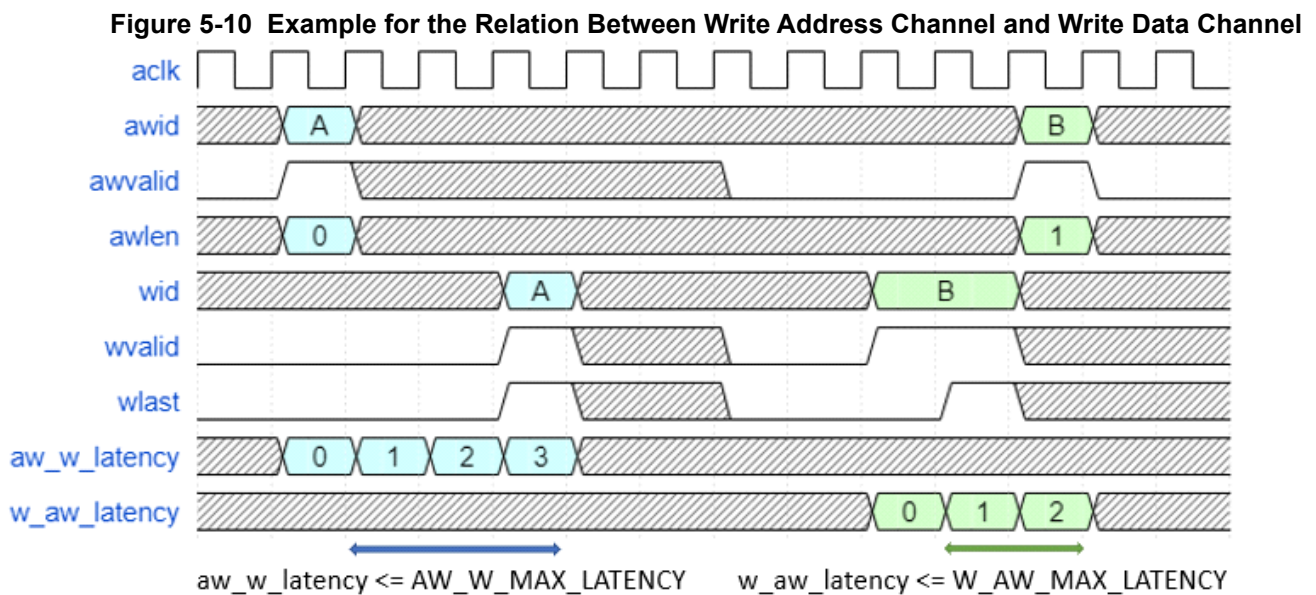 Figure 5-10 Example for the Relation Between Write Address Channel and Write Data Channel
aclk
awid A B
awvalid
awlen 0 1
wid A B
wvalid
wlast
aw_w_latency 0 1 2 3
w_aw_latency 0 1 2
aw_w_latency <= AW_W_MAX_LATENCY w_aw_latency <= W_AW_MAX_LATENCY